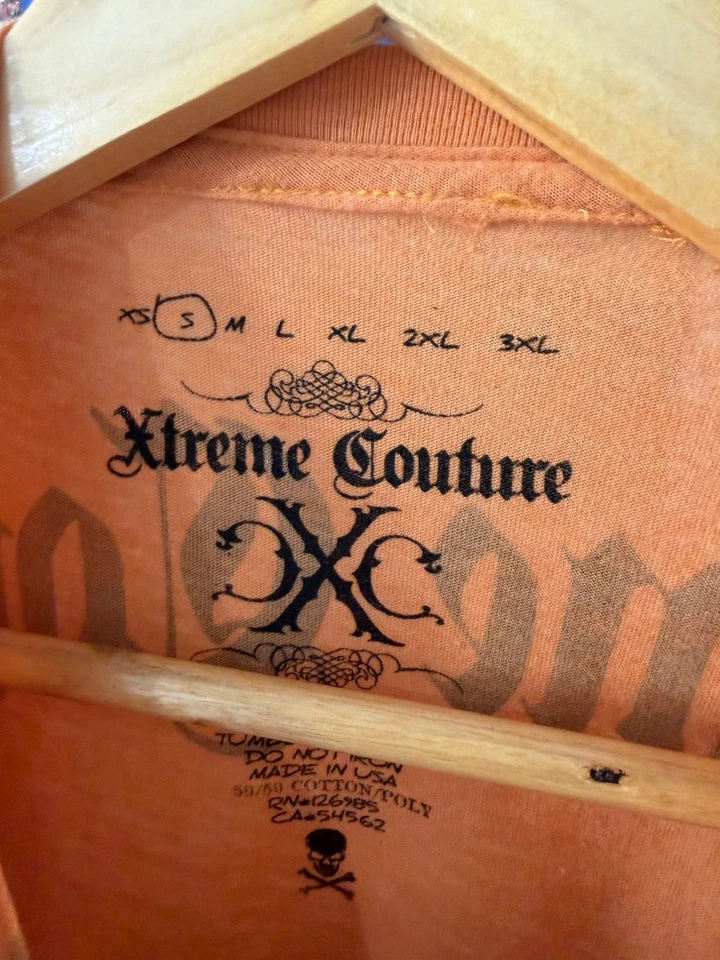 XS S M L XL 2XL 3XL
Xtreme Couture
XC
DO NOT IRON
MADE IN USA
50/50 COTTON/POLY
RN#126985
CA#54562